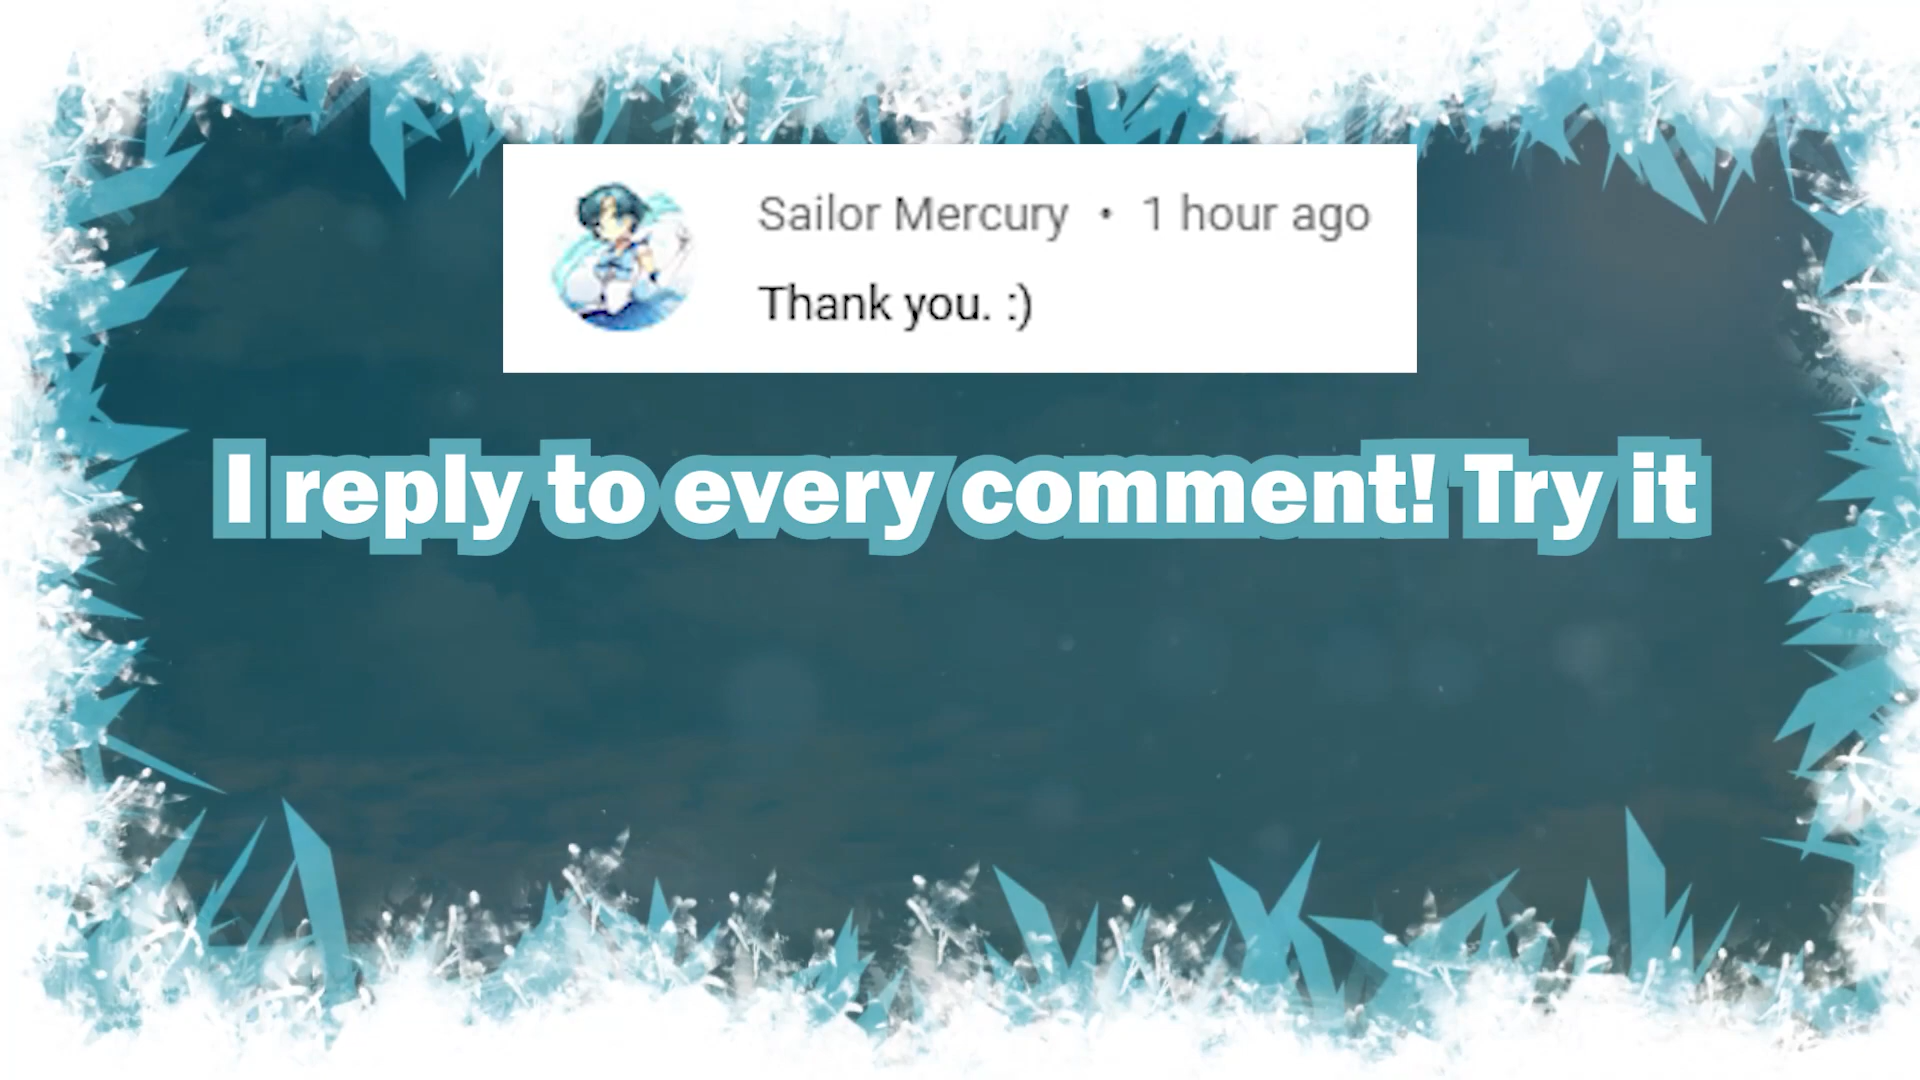 Sailor Mercury • 1 hour ago
Thank you. :)
I reply to every comment! Try it